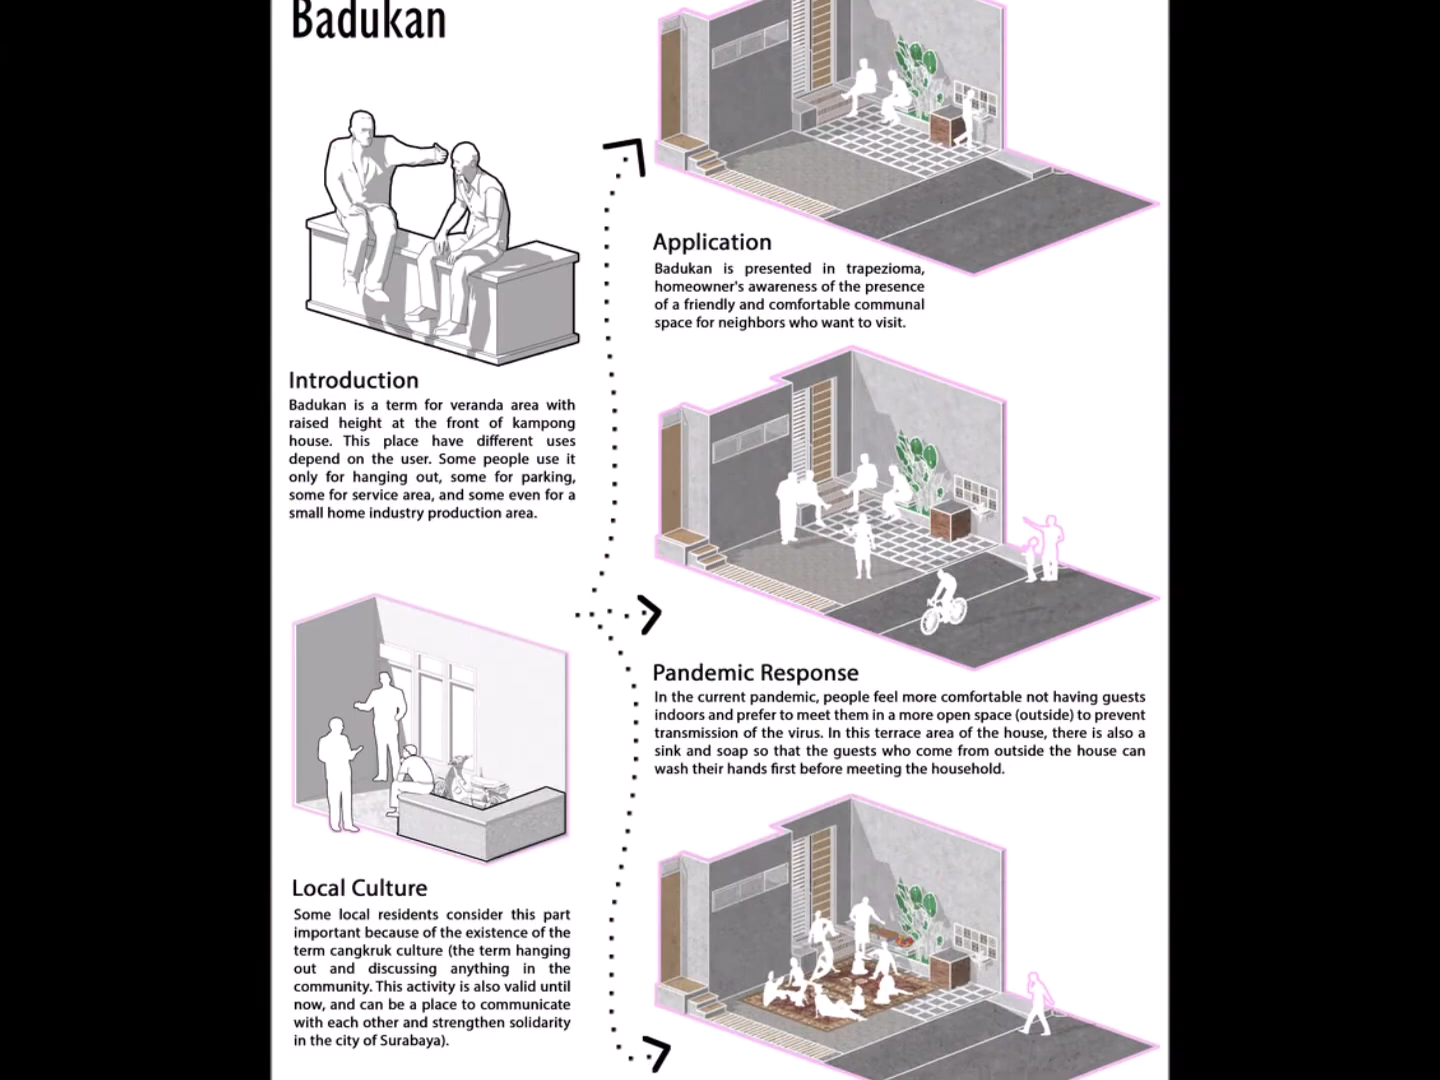 Badukan
Introduction
Badukan is a term for veranda area with
raised height at the front of kampong
house. This place have different uses
depend on the user. Some people use it
only for hanging out, some for parking,
some for service area, and some even for a
small home industry production area.
Local Culture
Some local residents consider this part
important because of the existence of the
term cangkruk culture (the term hanging
out and discussing anything in the
community. This activity is also valid until
now, and can be a place to communicate
with each other and strengthen solidarity
in the city of Surabaya).
Application
Badukan is presented in trapezioma,
homeowner's awareness of the presence
of a friendly and comfortable communal
space for neighbors who want to visit.
Pandemic Response
In the current pandemic, people feel more comfortable not having guests
indoors and prefer to meet them in a more open space (outside) to prevent
transmission of the virus. In this terrace area of the house, there is also a
sink and soap so that the guests who come from outside the house can
wash their hands first before meeting the household.